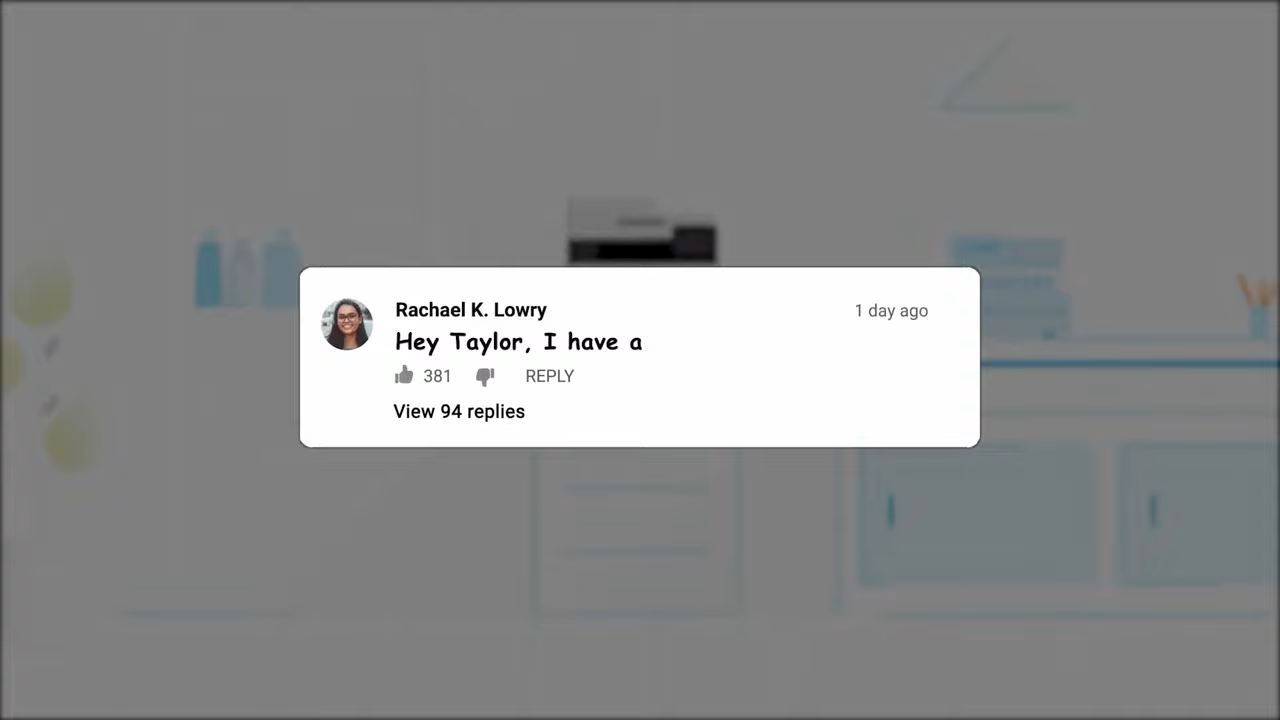 Rachael K. Lowry 1 day ago
Hey Taylor, I have a
381 REPLY
View 94 replies